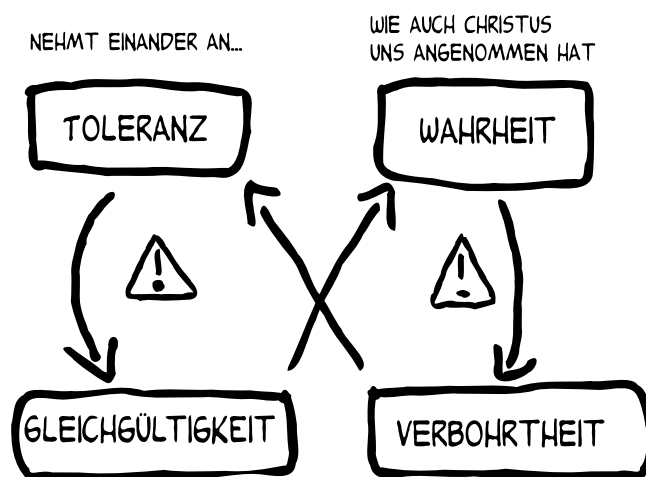 NEHMT EINANDER AN...
WIE AUCH CHRISTUS
UNS ANGENOMMEN HAT
TOLERANZ
WAHRHEIT
!
!
GLEICHGÜLTIGKEIT
VERBOHRTHEIT